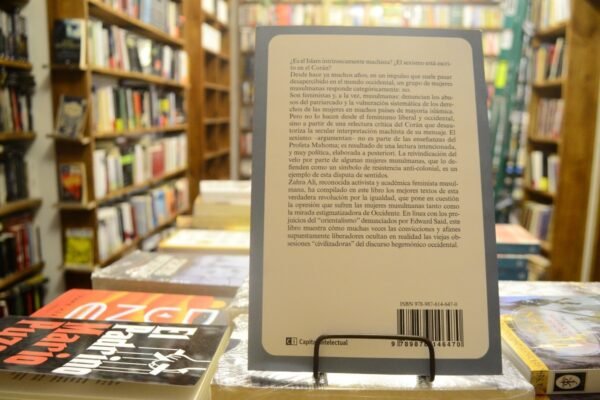 ¿Es el Islam intrínsecamente machista? ¿El sexismo está escri-
to en el Corán?
Desde hace ya muchos años, en un impulso que suele pasar
desapercibido en el mundo occidental, un grupo de mujeres
musulmanas responde categóricamente: no.
Son feministas y, a la vez, musulmanas: denuncian los abu-
sos del patriarcado y la vulneración sistemática de los dere-
chos de las mujeres en muchos países de mayoría islámica.
Pero no lo hacen desde el feminismo liberal y occidental,
sino a partir de una relectura crítica del Corán que desau-
toriza la secular interpretación machista de su mensaje. El
sexismo –argumentan– no es parte de las enseñanzas del
Profeta Mahoma; es resultado de una lectura intencionada,
y muy política, elaborada a posteriori. La reivindicación del
velo por parte de algunas mujeres musulmanas, que lo de-
fienden como un símbolo de resistencia anti-colonial, es un
ejemplo de esta disputa de sentidos.
Zahra Ali, reconocida activista y académica feminista musul-
mana, ha compilado en este libro los mejores textos de esta
verdadera revolución por la igualdad, que pone en cuestión
la opresión que sufren las mujeres musulmanas tanto como
la mirada estigmatizadora de Occidente. En línea con los pre-
juicios del "orientalismo" denunciados por Edward Said, este
libro muestra cómo muchas veces las convicciones y afanes
supuestamente liberadores ocultan en realidad las viejas ob-
sesiones "civilizadoras" del discurso hegemónico occidental.
ISBN 978-987-614-647-0
9 789876 146470
CI Capital Intelectual
El
Padrino
Mario